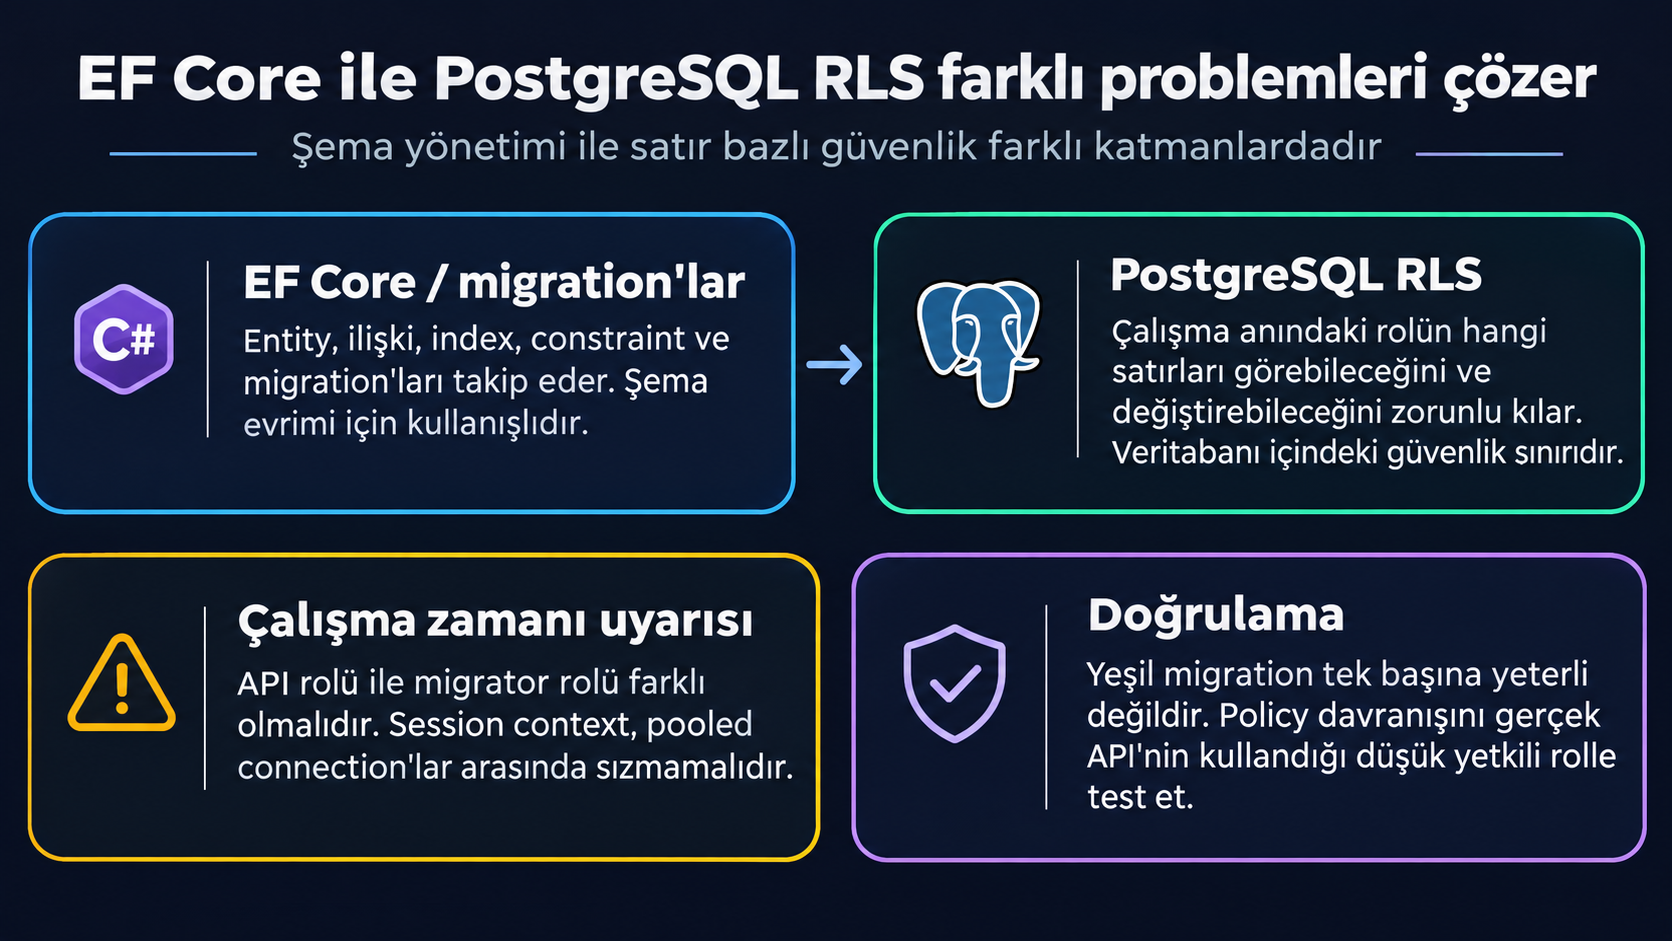 EF Core ile PostgreSQL RLS farklı problemleri çözer
Şema yönetimi ile satır bazlı güvenlik farklı katmanlardadır
C#
EF Core / migration'lar
Entity, ilişki, index, constraint ve
migration'ları takip eder. Şema
evrimi için kullanışlıdır.
PostgreSQL RLS
Çalışma anındaki rolün hangi
satırları görebileceğini ve
değiştirebileceğini zorunlu kılar.
Veritabanı içindeki güvenlik sınırıdır.
Çalışma zamanı uyarısı
API rolü ile migrator rolü farklı
olmalıdır. Session context, pooled
connection'lar arasında sızmamalıdır.
Doğrulama
Yeşil migration tek başına yeterli
değildir. Policy davranışını gerçek
API'nin kullandığı düşük yetkili rolle
test et.